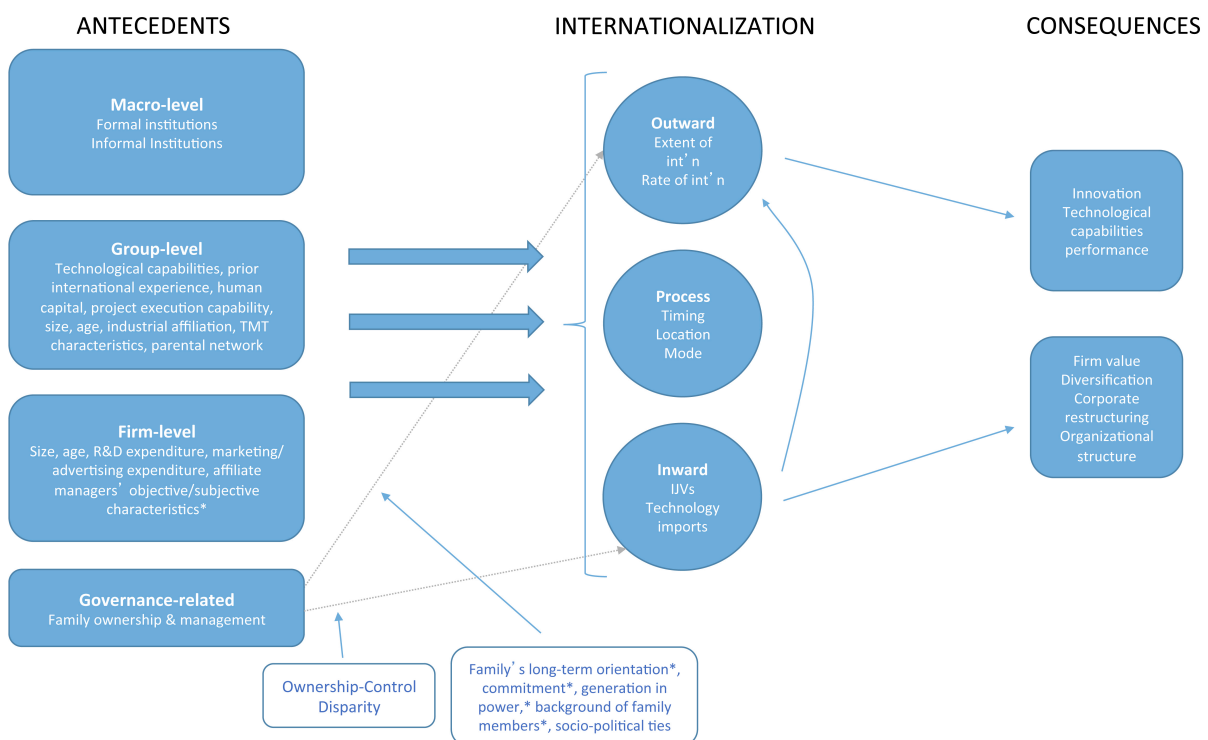 ANTECEDENTS
INTERNATIONALIZATION
CONSEQUENCES
Macro-level
Formal institutions
Informal Institutions
Group-level
Technological capabilities, prior
international experience, human
capital, project execution capability,
size, age, industrial affiliation, TMT
characteristics, parental network
Firm-level
Size, age, R&D expenditure, marketing/
advertising expenditure, affiliate
managers' objective/subjective
characteristics*
Governance-related
Family ownership & management
Ownership-Control
Disparity
Family's long-term orientation*,
commitment*, generation in
power,* background of family
members*, socio-political ties
Outward
Extent of
int'n
Rate of int'n
Process
Timing
Location
Mode
Inward
IJVs
Technology
imports
Innovation
Technological
capabilities
performance
Firm value
Diversification
Corporate
restructuring
Organizational
structure